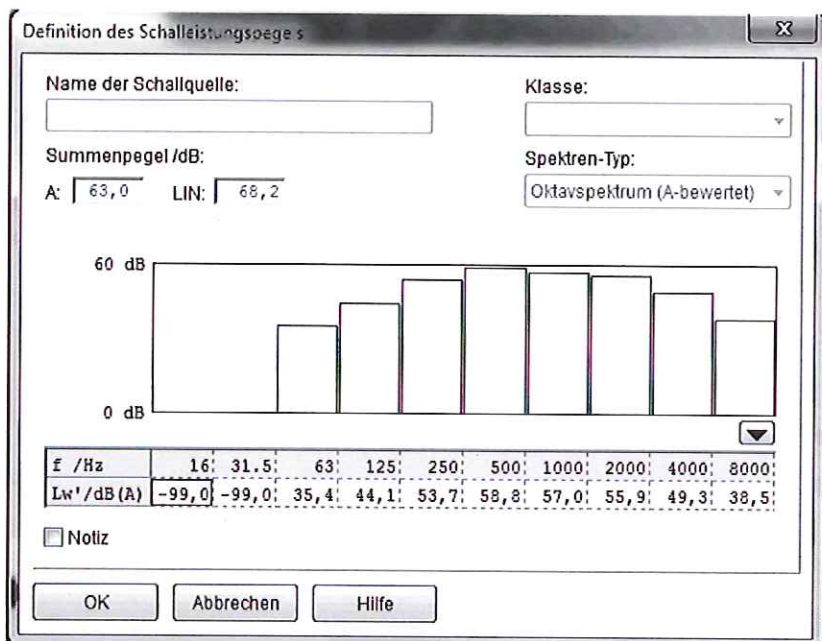 Definition des Schalleistungspegels
X
Name der Schallquelle: Klasse:
Summenpegel /dB: Spektren-Typ:
A: 63,0 LIN: 68,2 Oktavspektrum (A-bewertet)
60 dB
0 dB
f /Hz 16 31.5 63 125 250 500 1000 2000 4000 8000
Lw'/dB(A) -99,0 -99,0 35,4 44,1 53,7 58,8 57,0 55,9 49,3 38,5
Notiz
OK Abbrechen Hilfe